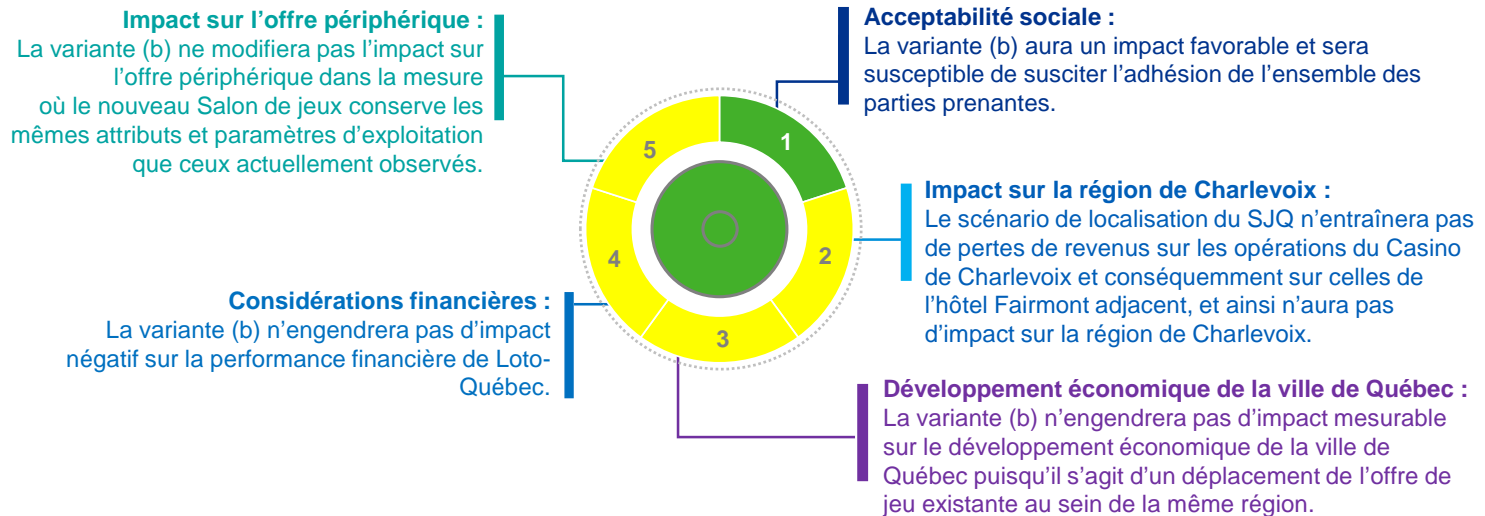 Impact sur l’offre périphérique :
La variante (b) ne modifiera pas l’impact sur
l’offre périphérique dans la mesure
où le nouveau Salon de jeux conserve les
mêmes attributs et paramètres d’exploitation
que ceux actuellement observés.
Acceptabilité sociale :
La variante (b) aura un impact favorable et sera
susceptible de susciter l’adhésion de l’ensemble des
parties prenantes.
5
1
4
2
3
Impact sur la région de Charlevoix :
Le scénario de localisation du SJQ n’entraînera pas
de pertes de revenus sur les opérations du Casino
de Charlevoix et conséquemment sur celles de
l’hôtel Fairmont adjacent, et ainsi n’aura pas
d’impact sur la région de Charlevoix.
Considérations financières :
La variante (b) n’engendrera pas d’impact
négatif sur la performance financière de Loto-
Québec.
Développement économique de la ville de Québec :
La variante (b) n’engendrera pas d’impact mesurable
sur le développement économique de la ville de
Québec puisqu’il s’agit d’un déplacement de l’offre de
jeu existante au sein de la même région.